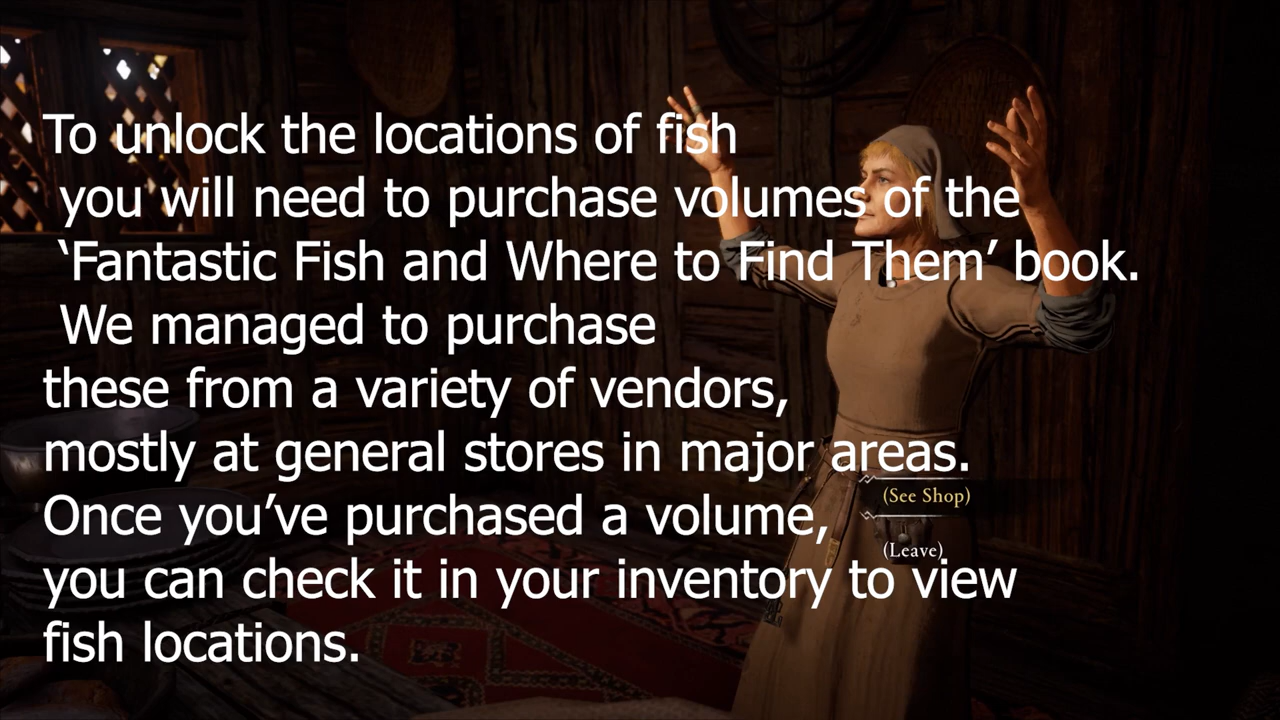 To unlock the locations of fish
you will need to purchase volumes of the
‘Fantastic Fish and Where to Find Them’ book.
We managed to purchase
these from a variety of vendors,
mostly at general stores in major areas.
(See Shop)
Once you’ve purchased a volume,
(Leave)
you can check it in your inventory to view
fish locations.